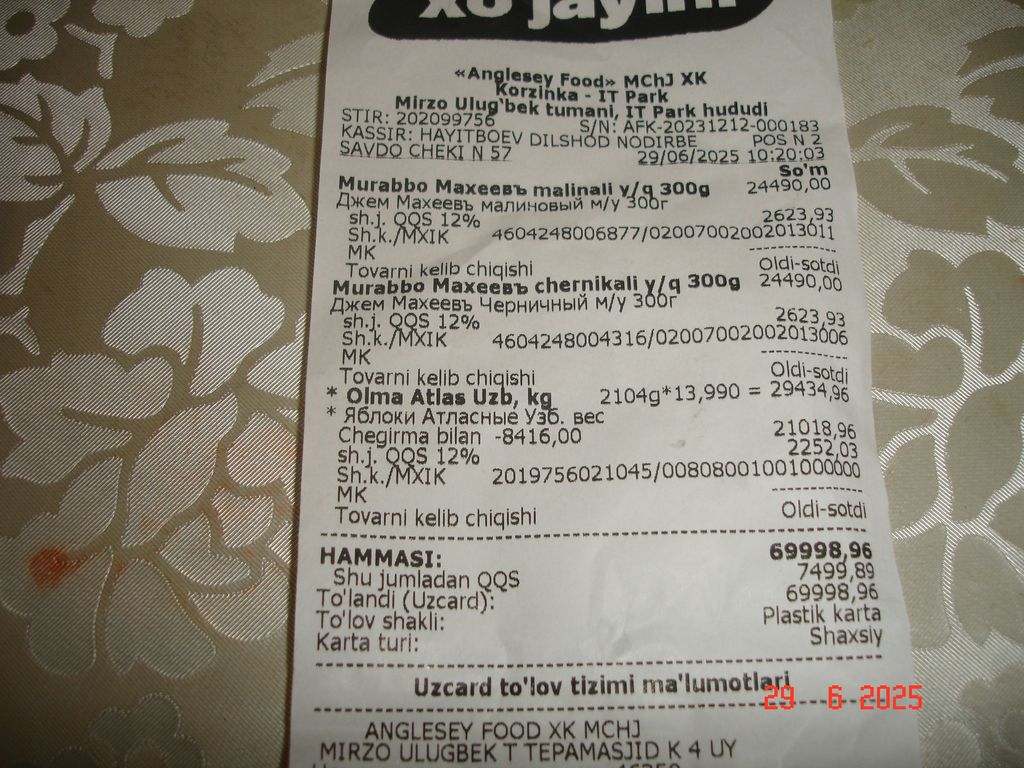 xo'jayini
«Anglesey Food» MChJ XK
Korzinka - IT Park
Mirzo Ulug'bek tumani, IT Park hududi
STIR: 202099756 S/N: AFK-20231212-000183
KASSIR: HAYITBOEV DILSHOD NODIRBE POS N 2
SAVDO CHEKI N 57 29/06/2025 10:20:03
So'm
Murabbo Махеевъ malinali y/q 300g 24490,00
Джем Махеевъ малиновый м/у 300г
sh.j. QQS 12% 2623,93
Sh.k./MXIK 4604248006877/02007002002013011
MK ----------
Tovarni kelib chiqishi Oldi-sotdi
Murabbo Махеевъ chernikali y/q 300g 24490,00
Джем Махеевъ Черничный м/у 300г
sh.j. QQS 12% 2623,93
Sh.k./MXIK 4604248004316/02007002002013006
MK ----------
Tovarni kelib chiqishi Oldi-sotdi
* Olma Atlas Uzb, kg 2104g*13,990 = 29434,96
* Яблоки Атласные Узб. вес
Chegirma bilan -8416,00 21018,96
sh.j. QQS 12% 2252,03
Sh.k./MXIK 2019756021045/00808001001000000
MK ----------
Tovarni kelib chiqishi Oldi-sotdi
HAMMASI: 69998,96
Shu jumladan QQS 7499,89
To'landi (Uzcard): 69998,96
To'lov shakli: Plastik karta
Karta turi: Shaxsiy
Uzcard to'lov tizimi ma'lumotlari
29 6 2025
ANGLESEY FOOD XK MCHJ
MIRZO ULUGBEK T TEPAMASJID K 4 UY